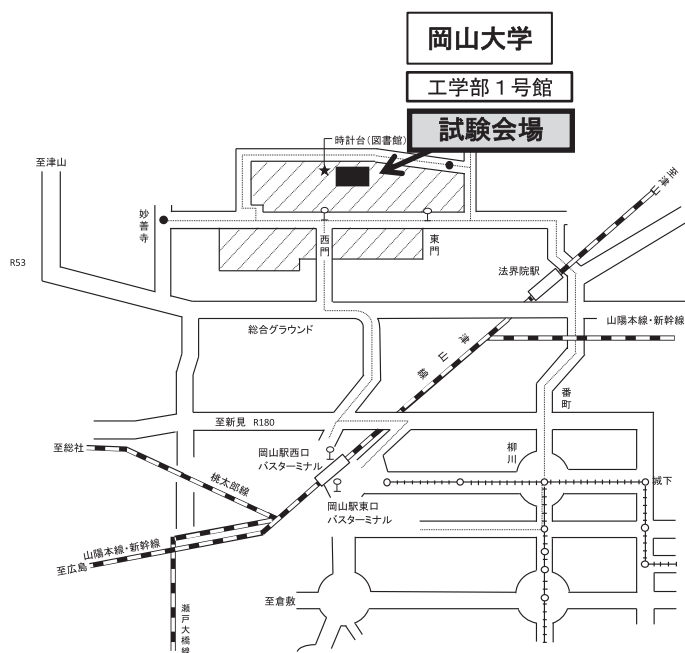 岡山大学
工学部１号館
試験会場
時計台(図書館)
至津山
至津山
妙善寺
西門
東門
R53
法界院駅
総合グラウンド
津山線
山陽本線・新幹線
番町
至新見 R180
至総社
岡山駅西口
バスターミナル
柳川
城下
桃太郎線
岡山駅東口
バスターミナル
山陽本線・新幹線
至広島
至倉敷
瀬戸大橋線